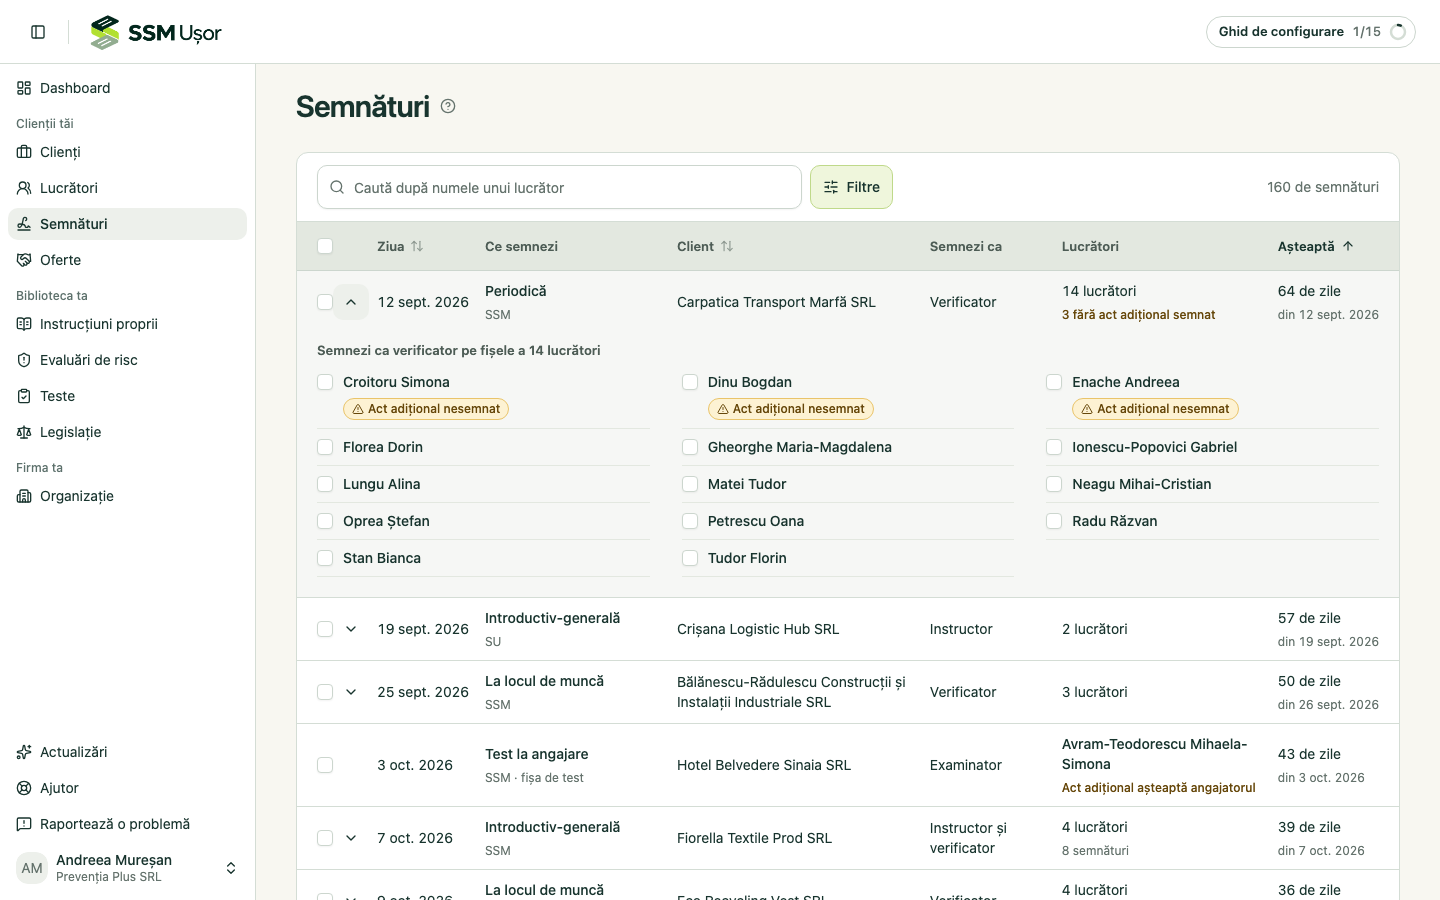 SSM Ușor
Ghid de configurare 1/15
Dashboard
Clienții tăi
Clienți
Lucrători
Semnături
Oferte
Biblioteca ta
Instrucțiuni proprii
Evaluări de risc
Teste
Legislație
Firma ta
Organizație
Actualizări
Ajutor
Raportează o problemă
AM
Andreea Mureșan
Prevenția Plus SRL
Semnături
Caută după numele unui lucrător
Filtre
160 de semnături
Ziua
Ce semnezi
Client
Semnezi ca
Lucrători
Așteaptă
12 sept. 2026
Periodică
SSM
Carpatica Transport Marfă SRL
Verificator
14 lucrători
3 fără act adițional semnat
64 de zile
din 12 sept. 2026
Semnezi ca verificator pe fișele a 14 lucrători
Croitoru Simona
Act adițional nesemnat
Dinu Bogdan
Act adițional nesemnat
Enache Andreea
Act adițional nesemnat
Florea Dorin
Gheorghe Maria-Magdalena
Ionescu-Popovici Gabriel
Lungu Alina
Matei Tudor
Neagu Mihai-Cristian
Oprea Ștefan
Petrescu Oana
Radu Răzvan
Stan Bianca
Tudor Florin
19 sept. 2026
Introductiv-generală
SU
Crișana Logistic Hub SRL
Instructor
2 lucrători
57 de zile
din 19 sept. 2026
25 sept. 2026
La locul de muncă
SSM
Bălănescu-Rădulescu Construcții și
Instalații Industriale SRL
Verificator
3 lucrători
50 de zile
din 26 sept. 2026
3 oct. 2026
Test la angajare
SSM · fișa de test
Hotel Belvedere Sinaia SRL
Examinator
Avram-Teodorescu Mihaela-
Simona
Act adițional așteaptă angajatorul
43 de zile
din 3 oct. 2026
7 oct. 2026
Introductiv-generală
SSM
Fiorella Textile Prod SRL
Instructor și
verificator
4 lucrători
8 semnături
39 de zile
din 7 oct. 2026
9 oct. 2026
La locul de muncă
Eco Recycling Vest SRL
Verificator
4 lucrători
36 de zile